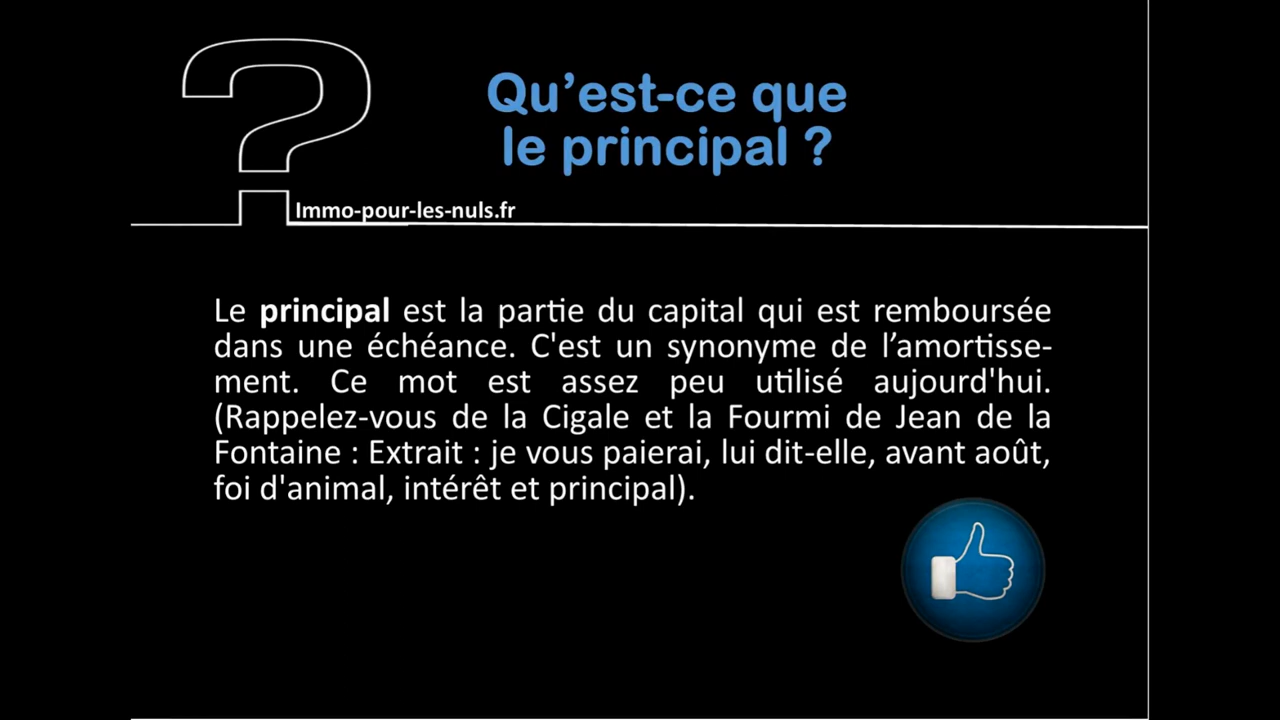 Qu’est-ce que
le principal ?
Immo-pour-les-nuls.fr
Le principal est la partie du capital qui est remboursée
dans une échéance. C'est un synonyme de l’amortisse-
ment. Ce mot est assez peu utilisé aujourd'hui.
(Rappelez-vous de la Cigale et la Fourmi de Jean de la
Fontaine : Extrait : je vous paierai, lui dit-elle, avant août,
foi d'animal, intérêt et principal).